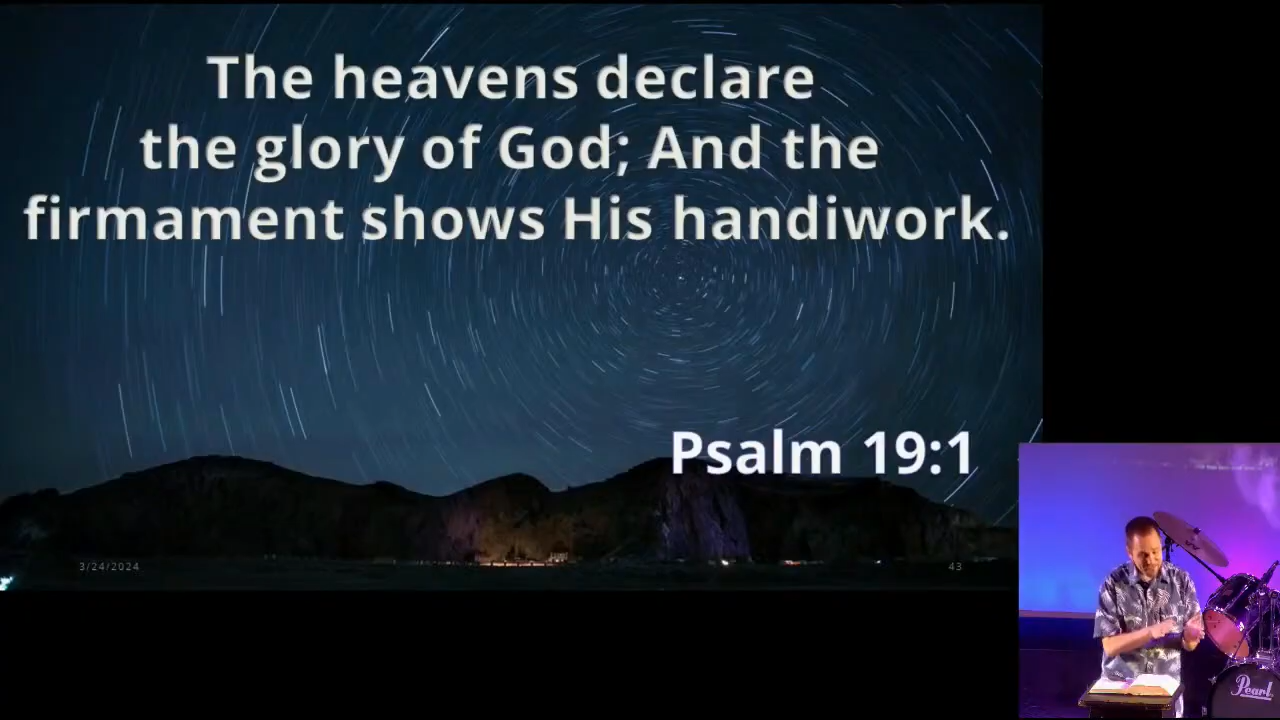 The heavens declare
the glory of God; And the
firmament shows His handiwork.
Psalm 19:1
3/24/2024
43
Pearl